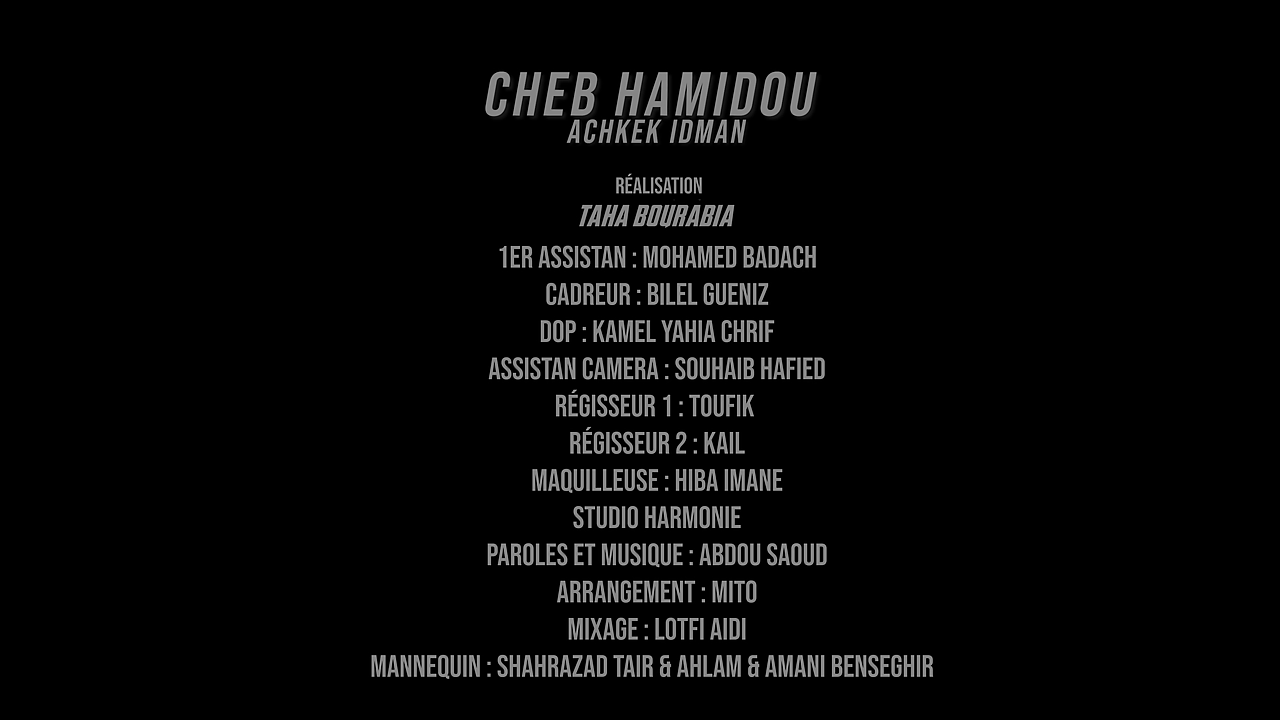 CHEB HAMIDOU
ACHKEK IDMAN
RÉALISATION
TAHA BOURABIA
1ER ASSISTAN : MOHAMED BADACH
CADREUR : BILEL GUENIZ
DOP : KAMEL YAHIA CHRIF
ASSISTAN CAMERA : SOUHAIB HAFIED
RÉGISSEUR 1 : TOUFIK
RÉGISSEUR 2 : KAIL
MAQUILLEUSE : HIBA IMANE
STUDIO HARMONIE
PAROLES ET MUSIQUE : ABDOU SAOUD
ARRANGEMENT : MITO
MIXAGE : LOTFI AIDI
MANNEQUIN : SHAHRAZAD TAIR & AHLAM & AMANI BENSEGHIR